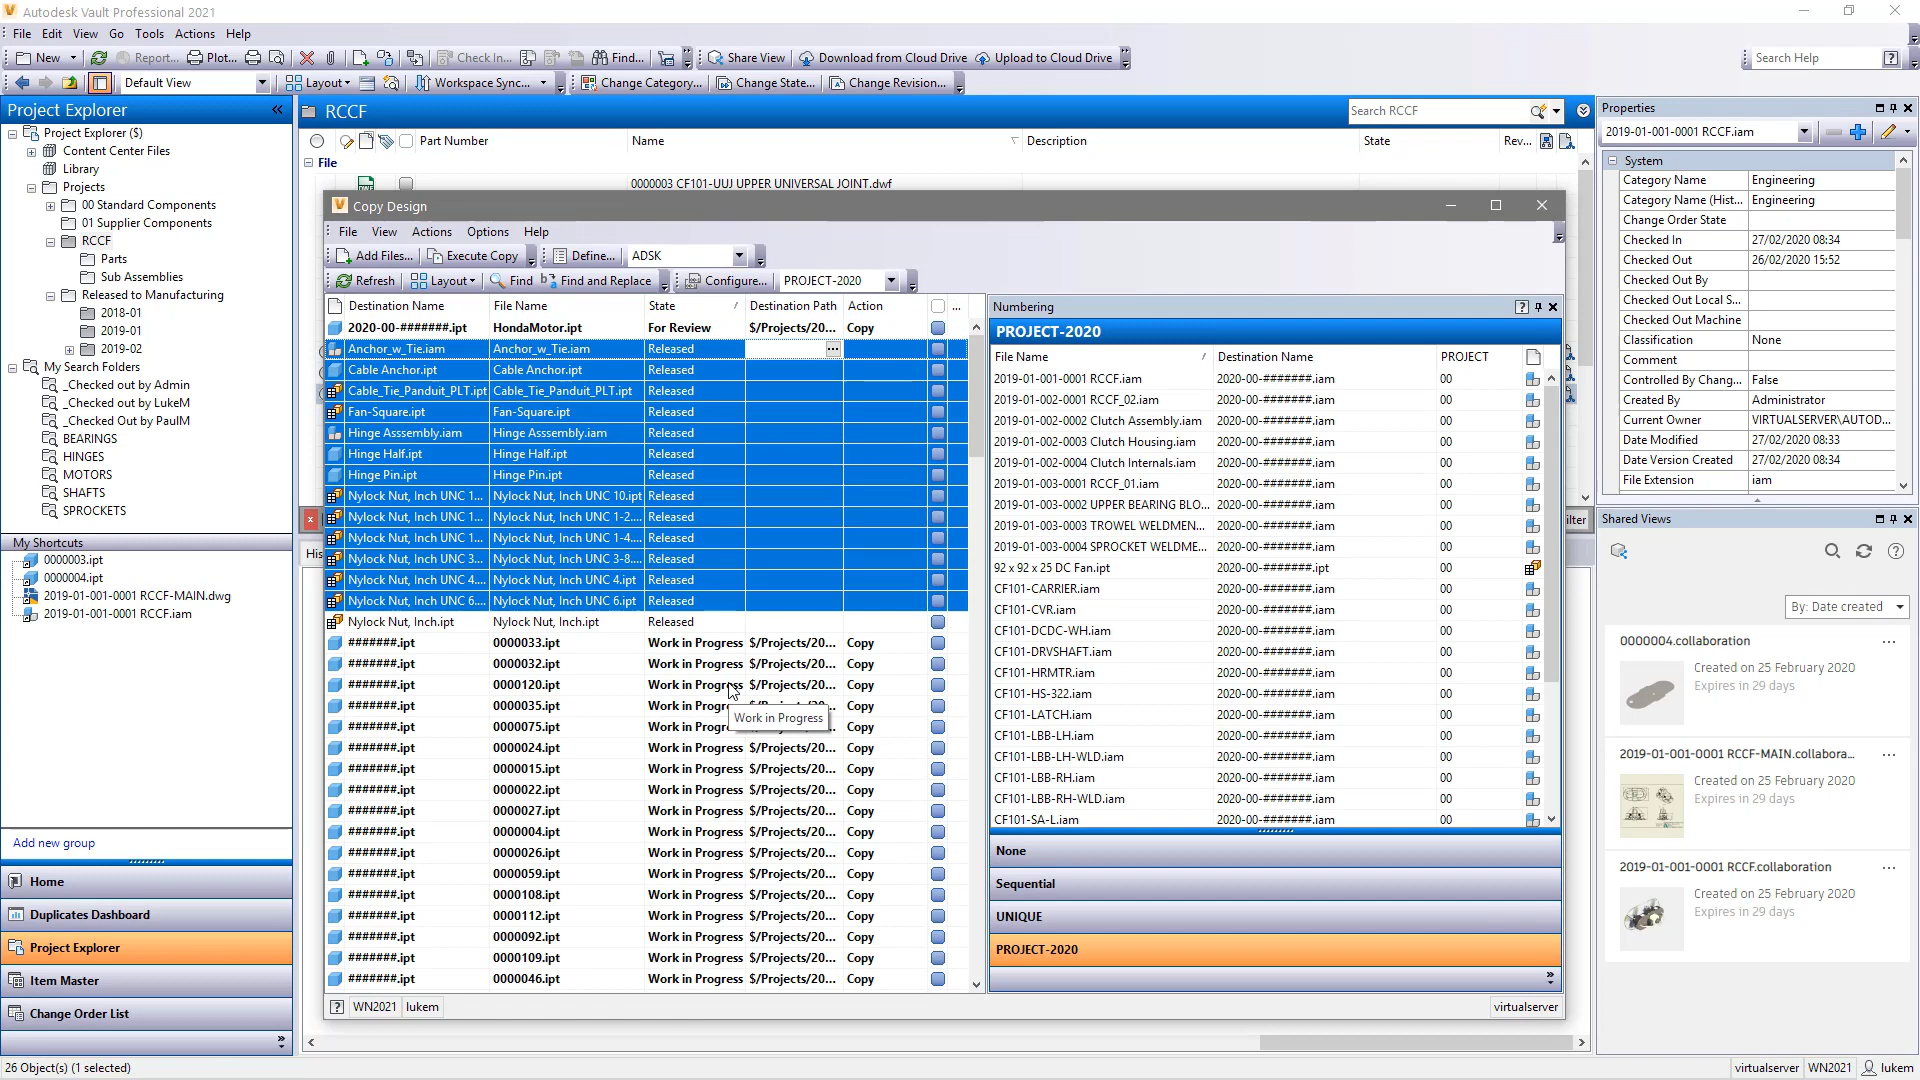 Autodesk Vault Professional 2021
File Edit View Go Tools Actions Help
New Report... Plot... Check In... Find... Share View Download from Cloud Drive Upload to Cloud Drive Search Help
Default View Layout Workspace Sync... Change Category... Change State... Change Revision...
Project Explorer
Project Explorer ($)
Content Center Files
Library
Projects
00 Standard Components
01 Supplier Components
RCCF
Parts
Sub Assemblies
Released to Manufacturing
2018-01
2019-01
2019-02
My Search Folders
_Checked out by Admin
_Checked out by LukeM
_Checked Out by PaulM
BEARINGS
HINGES
MOTORS
SHAFTS
SPROCKETS
My Shortcuts
0000003.ipt
0000004.ipt
2019-01-001-0001 RCCF-MAIN.dwg
2019-01-001-0001 RCCF.iam
Add new group
Home
Duplicates Dashboard
Project Explorer
Item Master
Change Order List
26 Object(s) (1 selected)
RCCF
Search RCCF
Part Number Name Description State Rev...
File
0000003 CF101-UUJ UPPER UNIVERSAL JOINT.dwf
His
ilter
Copy Design
File View Actions Options Help
Add Files... Execute Copy Define... ADSK
Refresh Layout Find Find and Replace Configure... PROJECT-2020
Destination Name File Name State Destination Path Action ...
2020-00-#######.ipt HondaMotor.ipt For Review $/Projects/20... Copy
Anchor_w_Tie.iam Anchor_w_Tie.iam Released ...
Cable Anchor.ipt Cable Anchor.ipt Released
Cable_Tie_Panduit_PLT.ipt Cable_Tie_Panduit_PLT.ipt Released
Fan-Square.ipt Fan-Square.ipt Released
Hinge Asssembly.iam Hinge Asssembly.iam Released
Hinge Half.ipt Hinge Half.ipt Released
Hinge Pin.ipt Hinge Pin.ipt Released
Nylock Nut, Inch UNC 1... Nylock Nut, Inch UNC 10.ipt Released
Nylock Nut, Inch UNC 1... Nylock Nut, Inch UNC 1-2.... Released
Nylock Nut, Inch UNC 1... Nylock Nut, Inch UNC 1-4.... Released
Nylock Nut, Inch UNC 3... Nylock Nut, Inch UNC 3-8.... Released
Nylock Nut, Inch UNC 4.... Nylock Nut, Inch UNC 4.ipt Released
Nylock Nut, Inch UNC 6.... Nylock Nut, Inch UNC 6.ipt Released
Nylock Nut, Inch.ipt Nylock Nut, Inch.ipt Released
#######.ipt 0000033.ipt Work in Progress $/Projects/20... Copy
#######.ipt 0000032.ipt Work in Progress $/Projects/20... Copy
#######.ipt 0000120.ipt Work in Progress $/Projects/20... Copy
#######.ipt 0000035.ipt Work in Progr Copy
#######.ipt 0000075.ipt Work in Progr Copy
Work in Progress
#######.ipt 0000024.ipt Work in Progress $/Projects/20... Copy
#######.ipt 0000015.ipt Work in Progress $/Projects/20... Copy
#######.ipt 0000022.ipt Work in Progress $/Projects/20... Copy
#######.ipt 0000027.ipt Work in Progress $/Projects/20... Copy
#######.ipt 0000004.ipt Work in Progress $/Projects/20... Copy
#######.ipt 0000026.ipt Work in Progress $/Projects/20... Copy
#######.ipt 0000059.ipt Work in Progress $/Projects/20... Copy
#######.ipt 0000108.ipt Work in Progress $/Projects/20... Copy
#######.ipt 0000112.ipt Work in Progress $/Projects/20... Copy
#######.ipt 0000092.ipt Work in Progress $/Projects/20... Copy
#######.ipt 0000109.ipt Work in Progress $/Projects/20... Copy
#######.ipt 0000046.ipt Work in Progress $/Projects/20... Copy
WN2021 lukem virtualserver
Numbering
PROJECT-2020
File Name Destination Name PROJECT
2019-01-001-0001 RCCF.iam 2020-00-#######.iam 00
2019-01-002-0001 RCCF_02.iam 2020-00-#######.iam 00
2019-01-002-0002 Clutch Assembly.iam 2020-00-#######.iam 00
2019-01-002-0003 Clutch Housing.iam 2020-00-#######.iam 00
2019-01-002-0004 Clutch Internals.iam 2020-00-#######.iam 00
2019-01-003-0001 RCCF_01.iam 2020-00-#######.iam 00
2019-01-003-0002 UPPER BEARING BLO... 2020-00-#######.iam 00
2019-01-003-0003 TROWEL WELDMEN... 2020-00-#######.iam 00
2019-01-003-0004 SPROCKET WELDME... 2020-00-#######.iam 00
92 x 92 x 25 DC Fan.ipt 2020-00-#######.ipt 00
CF101-CARRIER.iam 2020-00-#######.iam 00
CF101-CVR.iam 2020-00-#######.iam 00
CF101-DCDC-WH.iam 2020-00-#######.iam 00
CF101-DRVSHAFT.iam 2020-00-#######.iam 00
CF101-HRMTR.iam 2020-00-#######.iam 00
CF101-HS-322.iam 2020-00-#######.iam 00
CF101-LATCH.iam 2020-00-#######.iam 00
CF101-LBB-LH.iam 2020-00-#######.iam 00
CF101-LBB-LH-WLD.iam 2020-00-#######.iam 00
CF101-LBB-RH.iam 2020-00-#######.iam 00
CF101-LBB-RH-WLD.iam 2020-00-#######.iam 00
CF101-SA-L.iam 2020-00-#######.iam 00
None
Sequential
UNIQUE
PROJECT-2020
Properties
2019-01-001-0001 RCCF.iam
System
Category Name Engineering
Category Name (Hist... Engineering
Change Order State
Checked In 27/02/2020 08:34
Checked Out 26/02/2020 15:52
Checked Out By
Checked Out Local S...
Checked Out Machine
Classification None
Comment
Controlled By Chang... False
Created By Administrator
Current Owner VIRTUALSERVER\AUTOD...
Date Modified 27/02/2020 08:33
Date Version Created 27/02/2020 08:34
File Extension iam
Shared Views
By: Date created
0000004.collaboration ...
Created on 25 February 2020
Expires in 29 days
2019-01-001-0001 RCCF-MAIN.collabora... ...
Created on 25 February 2020
Expires in 29 days
2019-01-001-0001 RCCF.collaboration ...
Created on 25 February 2020
Expires in 29 days
virtualserver WN2021 lukem